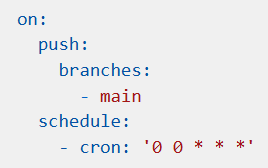 on:
  push:
    branches:
      - main
  schedule:
    - cron: '0 0 * * *'